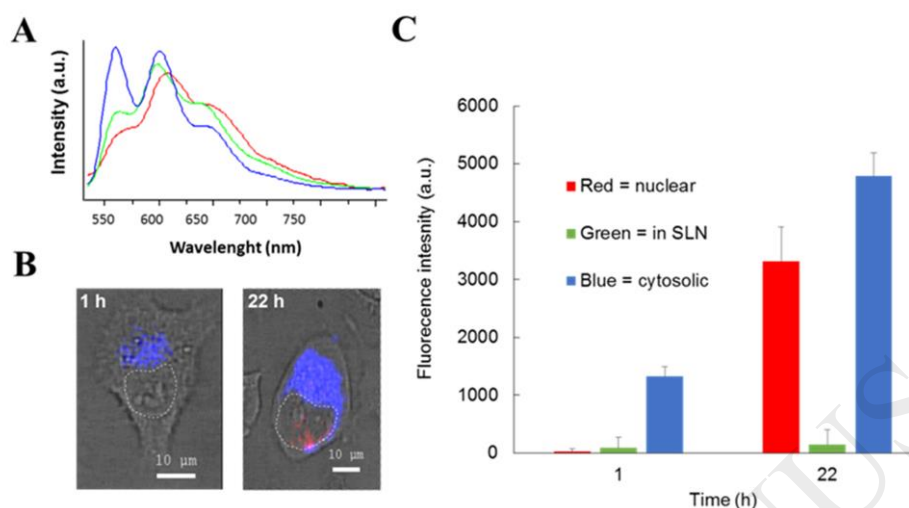 A
Intensity (a.u.)
550 600 650 700 750
Wavelenght (nm)
B
1 h
10 μm
22 h
10 μm
C
Fluorecence intesnity (a.u.)
6000
5000
4000
3000
2000
1000
0
Red = nuclear
Green = in SLN
Blue = cytosolic
1 22
Time (h)